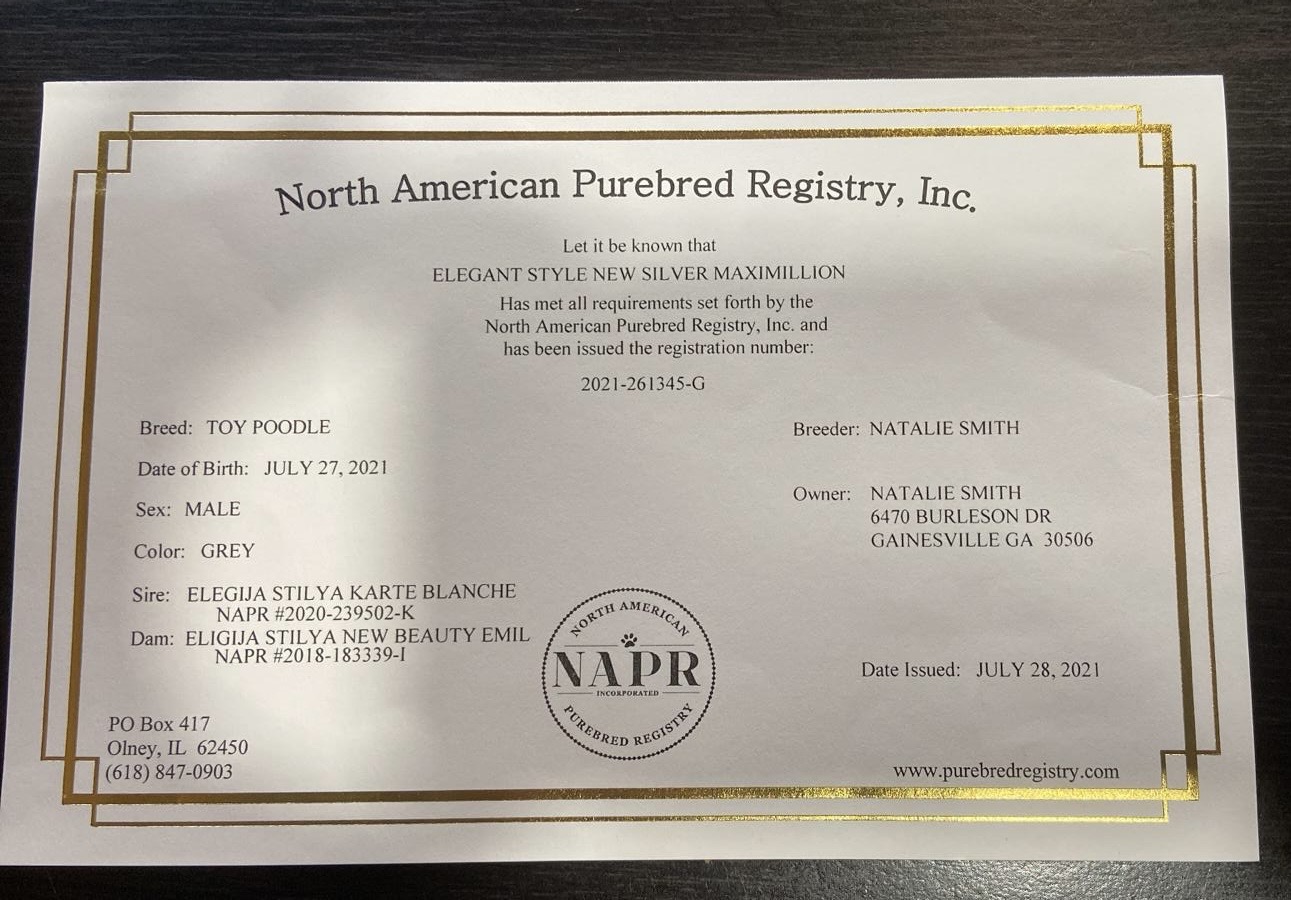 North American Purebred Registry, Inc.
Let it be known that
ELEGANT STYLE NEW SILVER MAXIMILLION
Has met all requirements set forth by the
North American Purebred Registry, Inc. and
has been issued the registration number:
2021-261345-G
Breed: TOY POODLE
Date of Birth: JULY 27, 2021
Sex: MALE
Color: GREY
Sire: ELEGIJA STILYA KARTE BLANCHE
NAPR #2020-239502-K
Dam: ELIGIJA STILYA NEW BEAUTY EMIL
NAPR #2018-183339-I
Breeder: NATALIE SMITH
Owner: NATALIE SMITH
6470 BURLESON DR
GAINESVILLE GA 30506
NORTH AMERICAN
NAPR
INCORPORATED
PUREBRED REGISTRY
Date Issued: JULY 28, 2021
PO Box 417
Olney, IL 62450
(618) 847-0903
www.purebredregistry.com